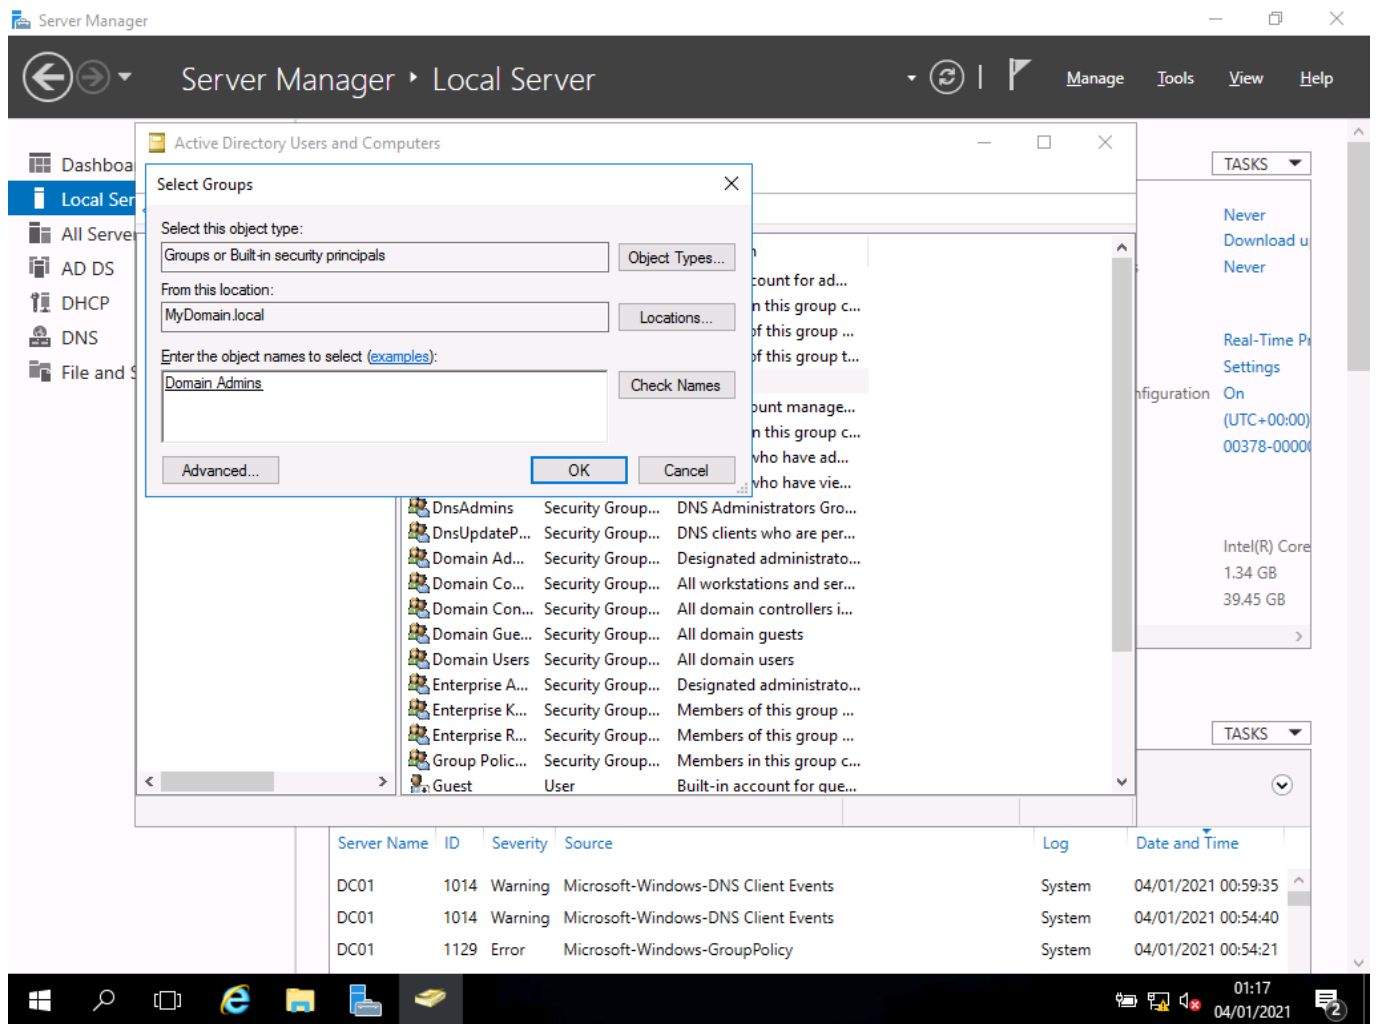 Server Manager
Server Manager ‣ Local Server
Manage Tools View Help
Active Directory Users and Computers
Dashboa
Local Ser
All Server
AD DS
DHCP
DNS
File and S
TASKS
Never
Download u
Never
Real-Time Pr
Settings
nfiguration On
(UTC+00:00)
00378-00000
Intel(R) Core
1.34 GB
39.45 GB
Select Groups
Select this object type:
Groups or Built-in security principals
Object Types...
From this location:
MyDomain.local
Locations...
Enter the object names to select (examples):
Domain Admins
Check Names
Advanced...
OK
Cancel
count for ad...
n this group c...
of this group ...
of this group t...
ount manage...
n this group c...
who have ad...
who have vie...
DnsAdmins Security Group... DNS Administrators Gro...
DnsUpdateP... Security Group... DNS clients who are per...
Domain Ad... Security Group... Designated administrato...
Domain Co... Security Group... All workstations and ser...
Domain Con... Security Group... All domain controllers i...
Domain Gue... Security Group... All domain guests
Domain Users Security Group... All domain users
Enterprise A... Security Group... Designated administrato...
Enterprise K... Security Group... Members of this group ...
Enterprise R... Security Group... Members of this group ...
Group Polic... Security Group... Members in this group c...
Guest User Built-in account for gue...
TASKS
Server Name ID Severity Source Log Date and Time
DC01 1014 Warning Microsoft-Windows-DNS Client Events System 04/01/2021 00:59:35
DC01 1014 Warning Microsoft-Windows-DNS Client Events System 04/01/2021 00:54:40
DC01 1129 Error Microsoft-Windows-GroupPolicy System 04/01/2021 00:54:21
01:17
04/01/2021
2